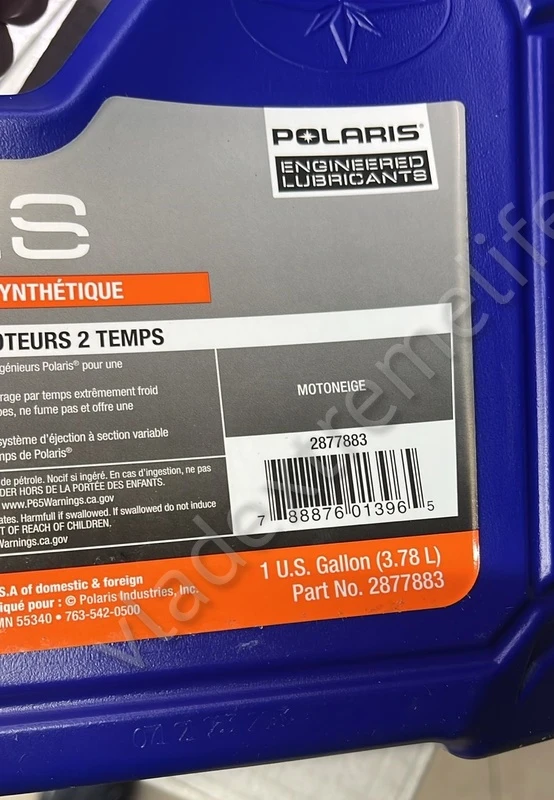 POLARIS®
ENGINEERED
LUBRICANTS
ES
YNTHÉTIQUE
OTEURS 2 TEMPS
génieurs Polaris® pour une
rage par temps extrêmement froid
pes, ne fume pas et offre une
système d'éjection à section variable
mps de Polaris®
MOTONEIGE
de pétrole. Nocif si ingéré. En cas d'ingestion, ne pas
DER HORS DE LA PORTÉE DES ENFANTS.
www.P65Warnings.ca.gov
ates. Harmful if swallowed. If swallowed do not induce
T OF REACH OF CHILDREN.
Warnings.ca.gov
2877883
7 88876 01396 5
1 U.S. Gallon (3.78 L)
Part No. 2877883
.S.A of domestic & foreign
iqué pour : © Polaris Industries, Inc.
MN 55340 • 763-542-0500
vladextremelife